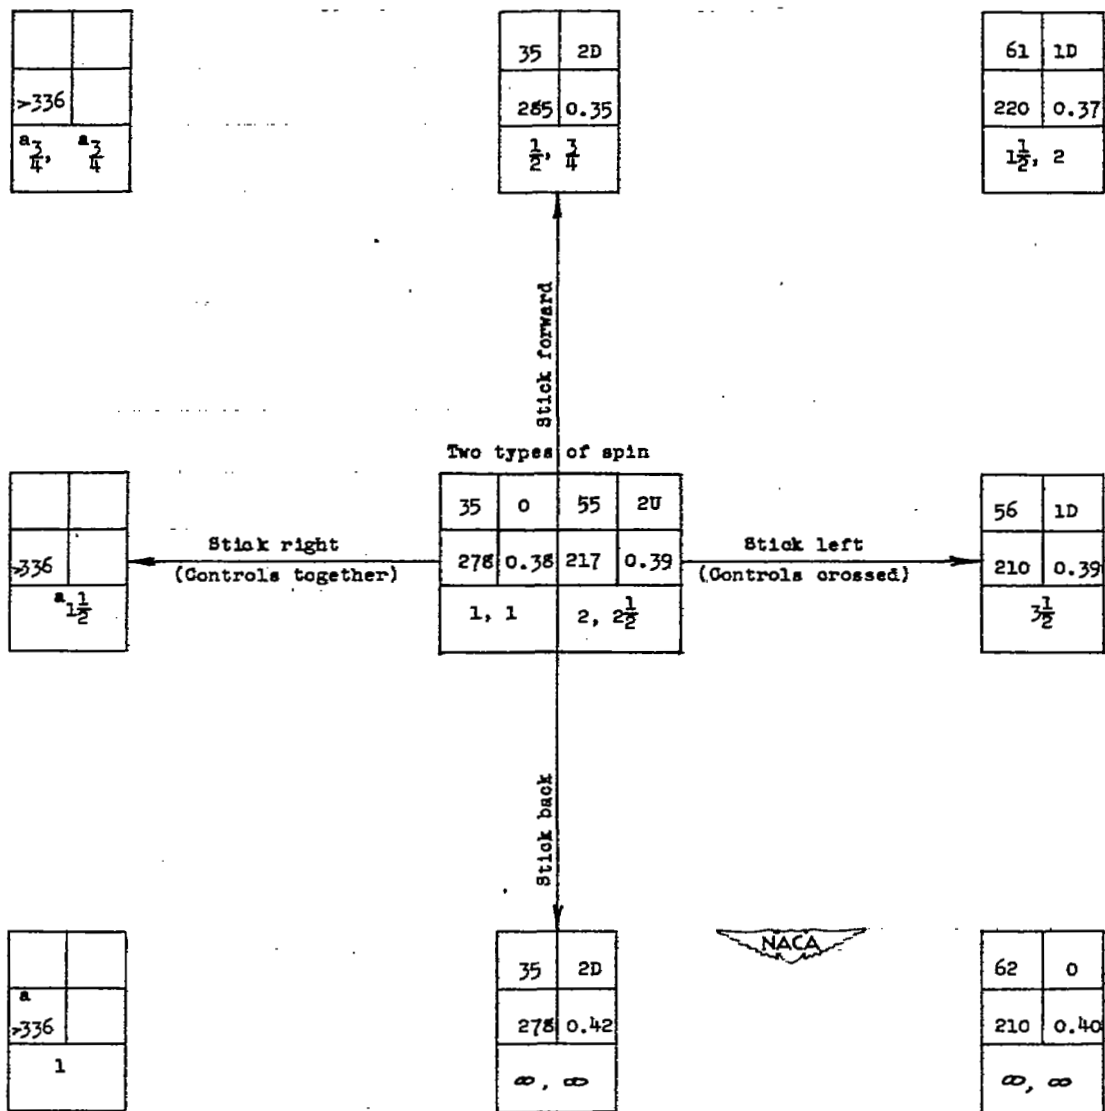 35 2D
61 1D
>336
285 0.35
220 0.37
a 3/4, a 3/4
1/2, 3/4
1 1/2, 2
Stick forward
Two types of spin
35 0 55 2U
56 1D
Stick right
Stick left
>336
278 0.38 217 0.39
210 0.39
(Controls together)
(Controls crossed)
a 1 1/2
1, 1
2, 2 1/2
3 1/2
Stick back
NACA
35 2D
62 0
a
>336
278 0.42
210 0.40
1
∞, ∞
∞, ∞